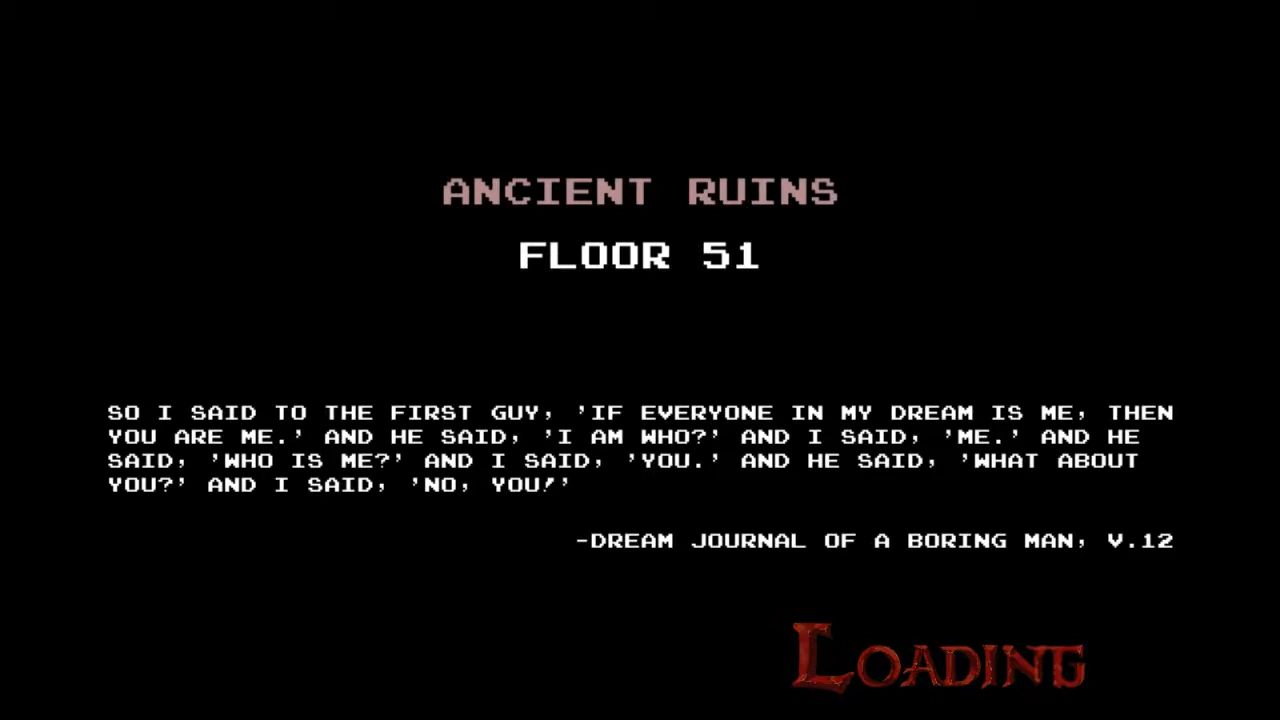 ANCIENT RUINS
FLOOR 51
SO I SAID TO THE FIRST GUY, 'IF EVERYONE IN MY DREAM IS ME, THEN
YOU ARE ME.' AND HE SAID, 'I AM WHO?' AND I SAID, 'ME.' AND HE
SAID, 'WHO IS ME?' AND I SAID, 'YOU.' AND HE SAID, 'WHAT ABOUT
YOU?' AND I SAID, 'NO, YOU!'
-DREAM JOURNAL OF A BORING MAN, V.12
LOADING